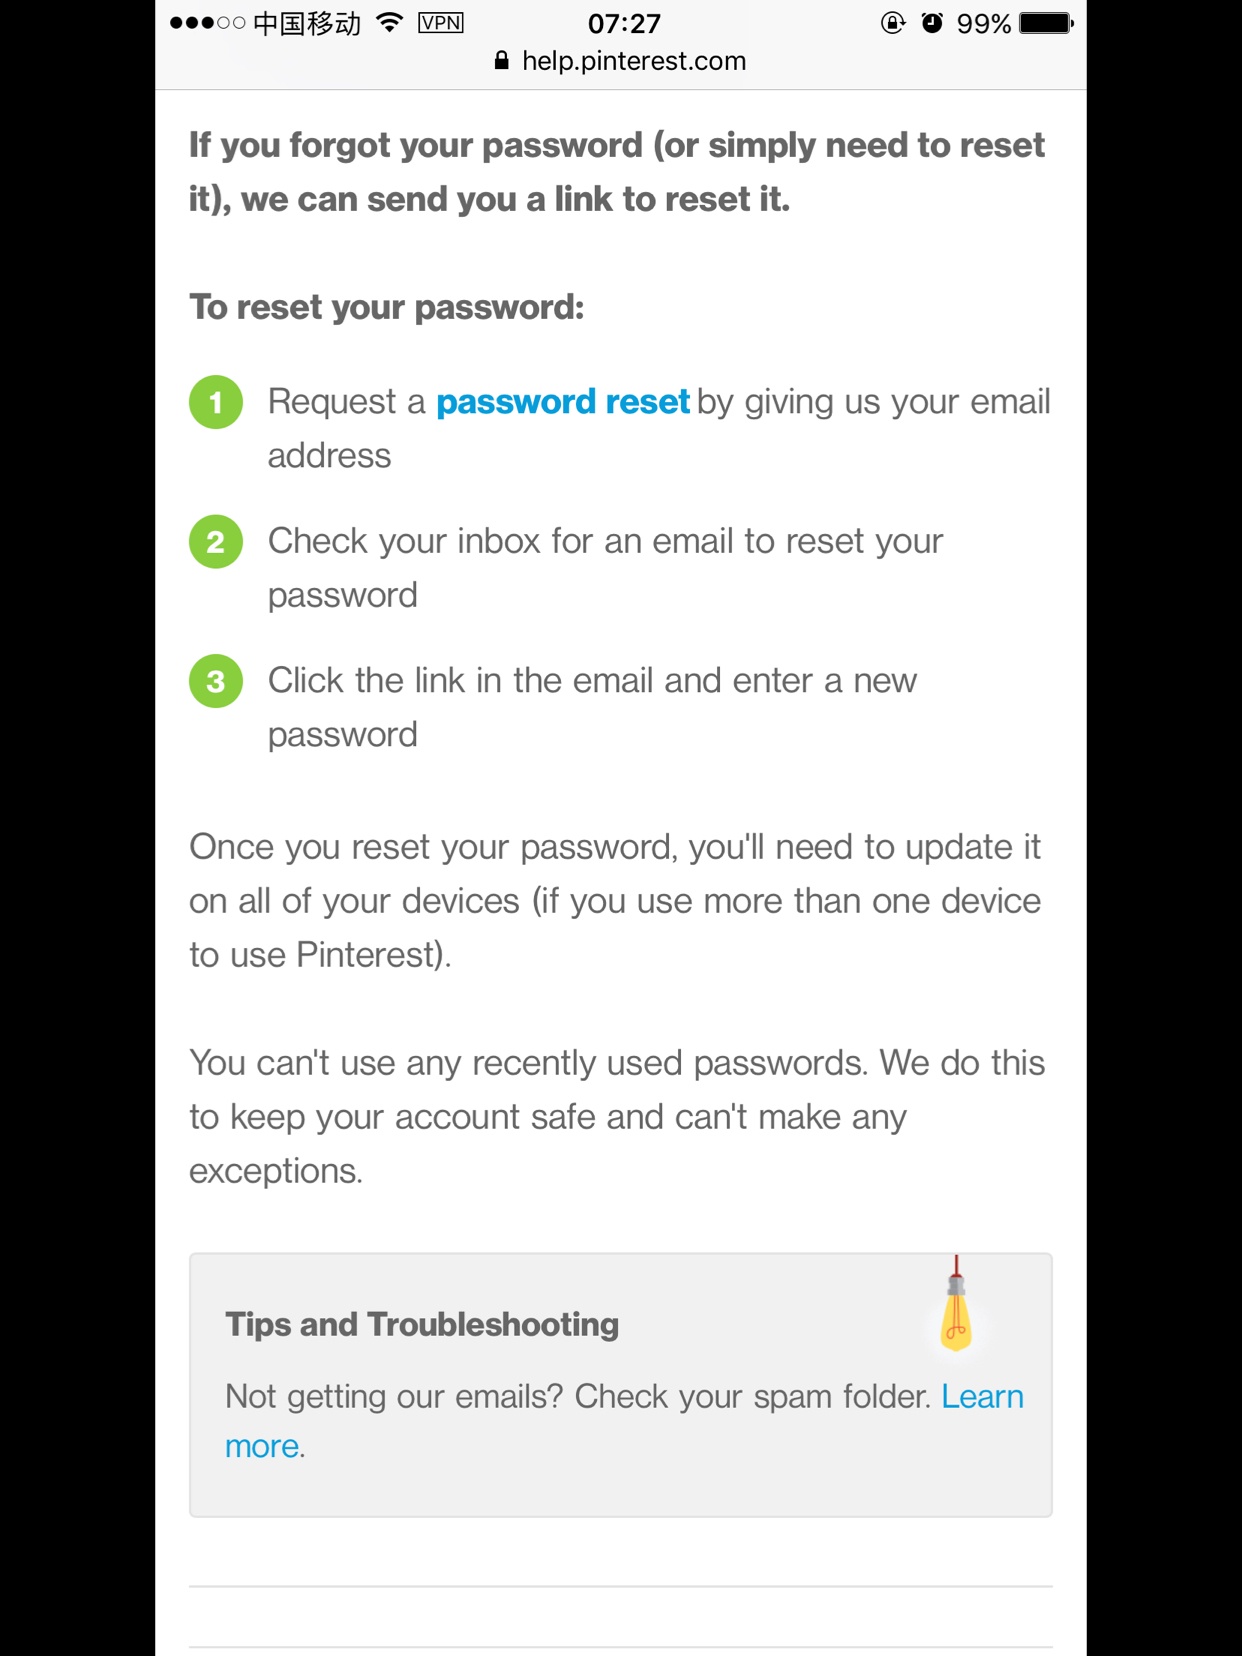 中国移动 VPN 07:27 99%
help.pinterest.com
If you forgot your password (or simply need to reset
it), we can send you a link to reset it.
To reset your password:
1 Request a password reset by giving us your email
address
2 Check your inbox for an email to reset your
password
3 Click the link in the email and enter a new
password
Once you reset your password, you'll need to update it
on all of your devices (if you use more than one device
to use Pinterest).
You can't use any recently used passwords. We do this
to keep your account safe and can't make any
exceptions.
Tips and Troubleshooting
Not getting our emails? Check your spam folder. Learn
more.